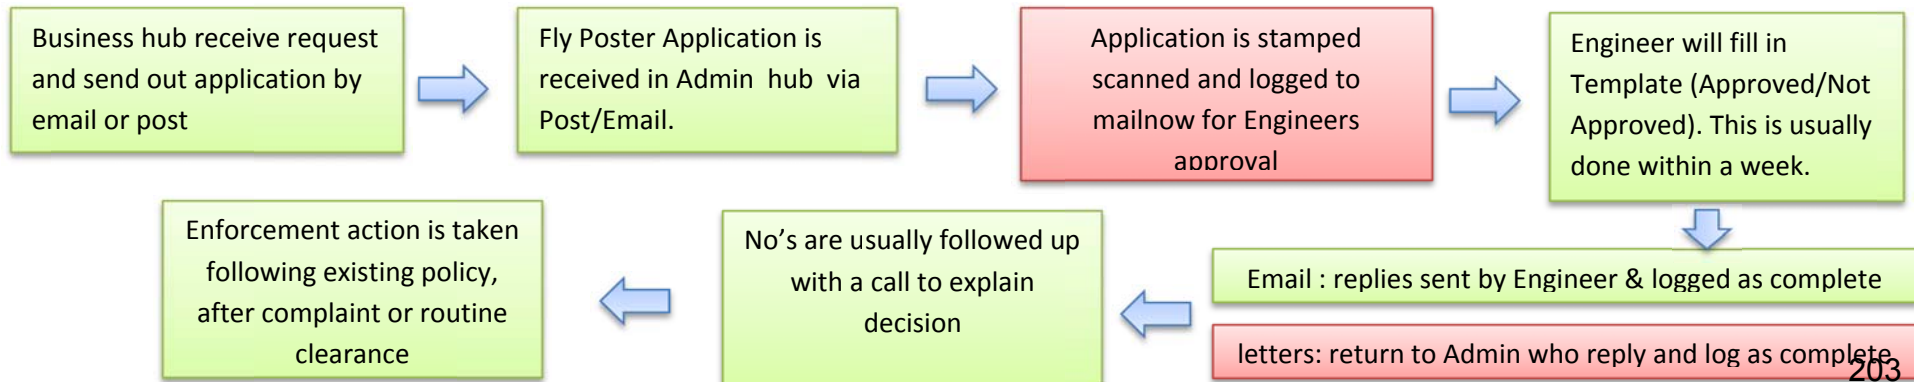 Business hub receive request
and send out application by
email or post
Fly Poster Application is
received in Admin hub via
Post/Email.
Application is stamped
scanned and logged to
mailnow for Engineers
approval
Engineer will fill in
Template (Approved/Not
Approved). This is usually
done within a week.
Email : replies sent by Engineer & logged as complete
letters: return to Admin who reply and log as complete
No’s are usually followed up
with a call to explain
decision
Enforcement action is taken
following existing policy,
after complaint or routine
clearance
203